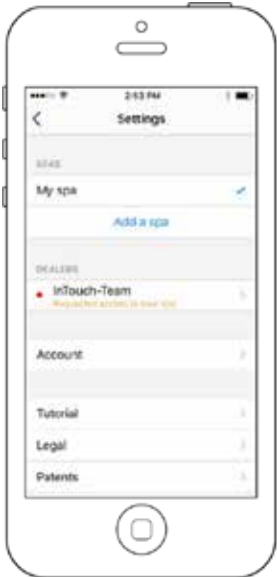 2:53 PM
Settings
SPAS
My spa
Add a spa
DEALERS
InTouch-Team
Requested access to your spa
Account
Tutorial
Legal
Patents